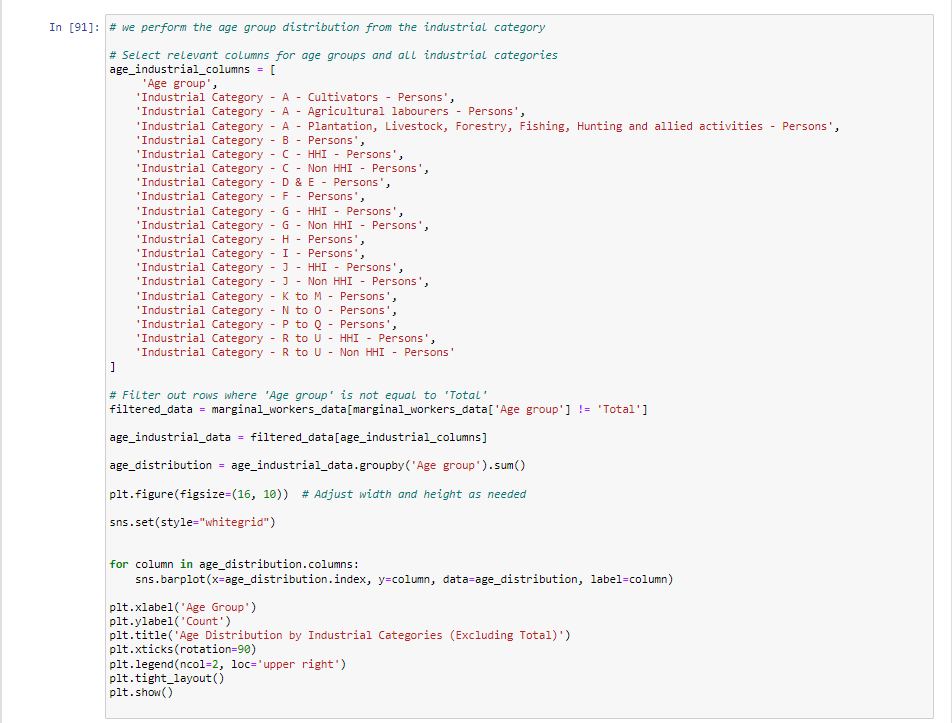 In [91]: # we perform the age group distribution from the industrial category
# Select relevant columns for age groups and all industrial categories
age_industrial_columns = [
'Age group',
'Industrial Category - A - Cultivators - Persons',
'Industrial Category - A - Agricultural labourers - Persons',
'Industrial Category - A - Plantation, Livestock, Forestry, Fishing, Hunting and allied activities - Persons',
'Industrial Category - B - Persons',
'Industrial Category - C - HHI - Persons',
'Industrial Category - C - Non HHI - Persons',
'Industrial Category - D & E - Persons',
'Industrial Category - F - Persons',
'Industrial Category - G - HHI - Persons',
'Industrial Category - G - Non HHI - Persons',
'Industrial Category - H - Persons',
'Industrial Category - I - Persons',
'Industrial Category - J - HHI - Persons',
'Industrial Category - J - Non HHI - Persons',
'Industrial Category - K to M - Persons',
'Industrial Category - N to O - Persons',
'Industrial Category - P to Q - Persons',
'Industrial Category - R to U - HHI - Persons',
'Industrial Category - R to U - Non HHI - Persons'
]
# Filter out rows where 'Age group' is not equal to 'Total'
filtered_data = marginal_workers_data[marginal_workers_data['Age group'] != 'Total']
age_industrial_data = filtered_data[age_industrial_columns]
age_distribution = age_industrial_data.groupby('Age group').sum()
plt.figure(figsize=(16, 10))  # Adjust width and height as needed
sns.set(style="whitegrid")
for column in age_distribution.columns:
sns.barplot(x=age_distribution.index, y=column, data=age_distribution, label=column)
plt.xlabel('Age Group')
plt.ylabel('Count')
plt.title('Age Distribution by Industrial Categories (Excluding Total)')
plt.xticks(rotation=90)
plt.legend(ncol=2, loc='upper right')
plt.tight_layout()
plt.show()